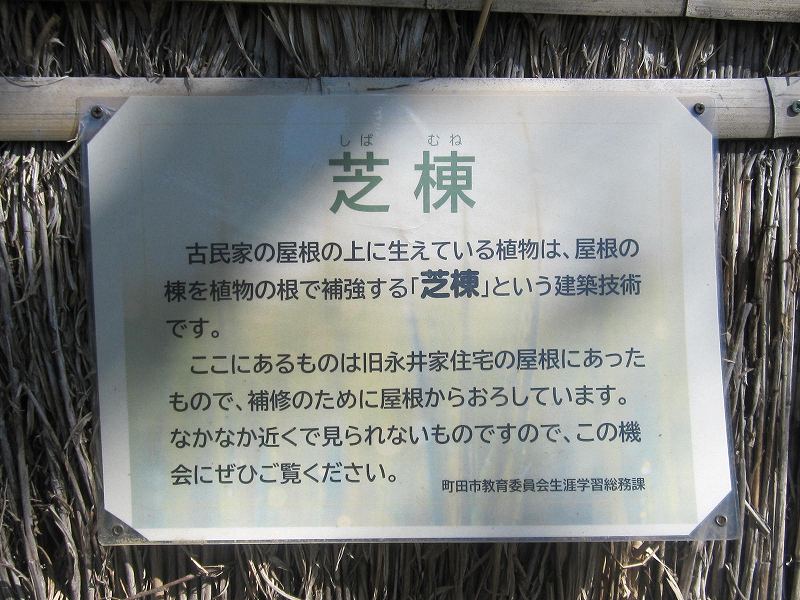 しば むね
芝棟
古民家の屋根の上に生えている植物は、屋根の
棟を植物の根で補強する「芝棟」という建築技術
です。
ここにあるものは旧永井家住宅の屋根にあった
もので、補修のために屋根からおろしています。
なかなか近くで見られないものですので、この機
会にぜひご覧ください。
町田市教育委員会生涯学習総務課